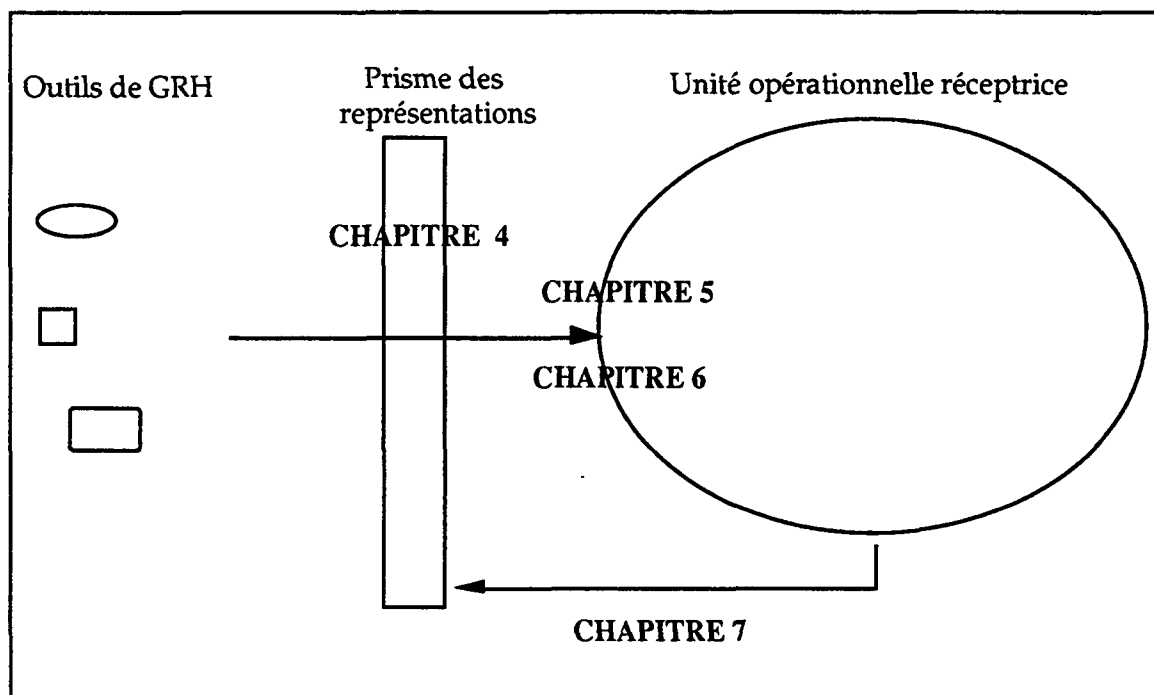 Outils de GRH
Prisme des
représentations
Unité opérationnelle réceptrice
CHAPITRE 4
CHAPITRE 5
CHAPITRE 6
CHAPITRE 7